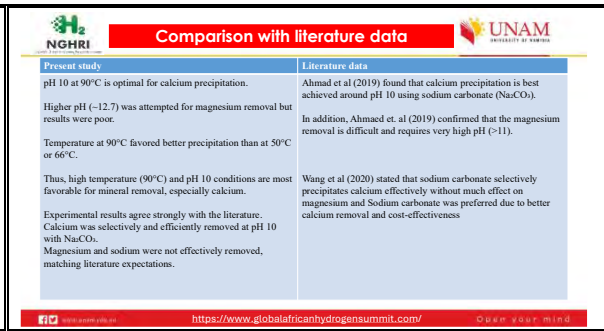 H₂
NGHRI
Comparison with literature data
UNAM
UNIVERSITY OF NAMIBIA
Present study
Literature data
pH 10 at 90°C is optimal for calcium precipitation.
Higher pH (~12.7) was attempted for magnesium removal but
results were poor.
Temperature at 90°C favored better precipitation than at 50°C
or 66°C.
Thus, high temperature (90°C) and pH 10 conditions are most
favorable for mineral removal, especially calcium.
Experimental results agree strongly with the literature.
Calcium was selectively and efficiently removed at pH 10
with Na₂CO₃.
Magnesium and sodium were not effectively removed,
matching literature expectations.
Ahmad et al (2019) found that calcium precipitation is best
achieved around pH 10 using sodium carbonate (Na₂CO₃).
In addition, Ahmaed et. al (2019) confirmed that the magnesium
removal is difficult and requires very high pH (>11).
Wang et al (2020) stated that sodium carbonate selectively
precipitates calcium effectively without much effect on
magnesium and Sodium carbonate was preferred due to better
calcium removal and cost-effectiveness
www.unam.edu.na
https://www.globalafricanhydrogensummit.com/
Open your mind